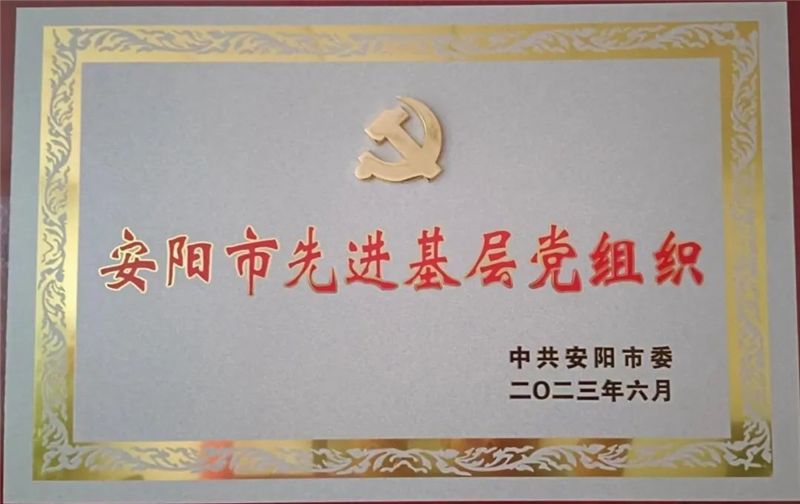 安阳市先进基层党组织
中共安阳市委
二〇二三年六月